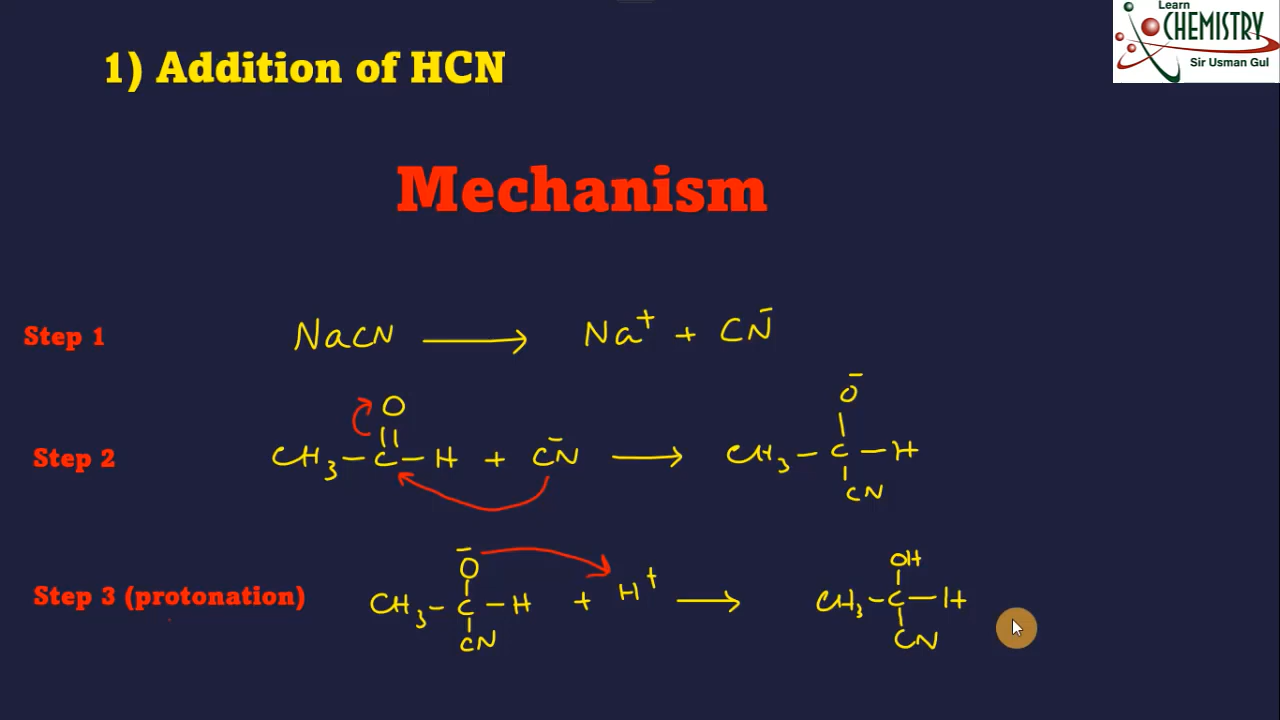 Learn
CHEMISTRY
Sir Usman Gul
1) Addition of HCN
Mechanism
Step 1 NaCN ⟶ Na⁺ + CN⁻
O O⁻
||  |
Step 2 CH₃–C–H + CN⁻ ⟶ CH₃–C–H
|
CN
O⁻ OH
| |
Step 3 (protonation) CH₃–C–H + H⁺ ⟶ CH₃–C–H
| |
CN CN